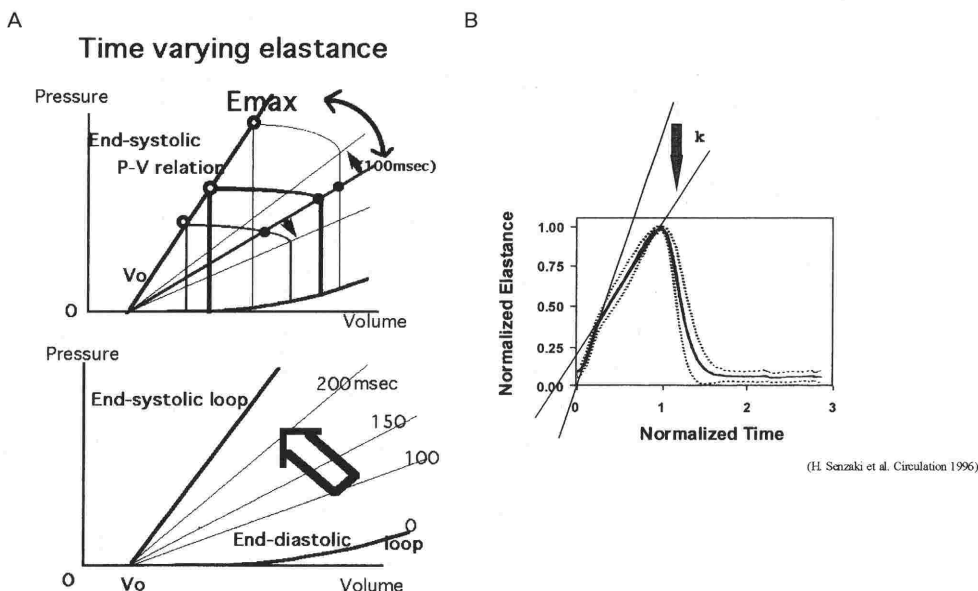 A
Time varying elastance
Pressure
Emax
End-systolic
P-V relation
(100msec)
Vo
O
Volume
Pressure
200msec
End-systolic loop
150
100
0
End-diastolic
loop
O
Vo
Volume
B
k
Normalized Elastance
1.00
0.75
0.50
0.25
0.00
0
1
2
3
Normalized Time
(H. Senzaki et al. Circulation 1996)